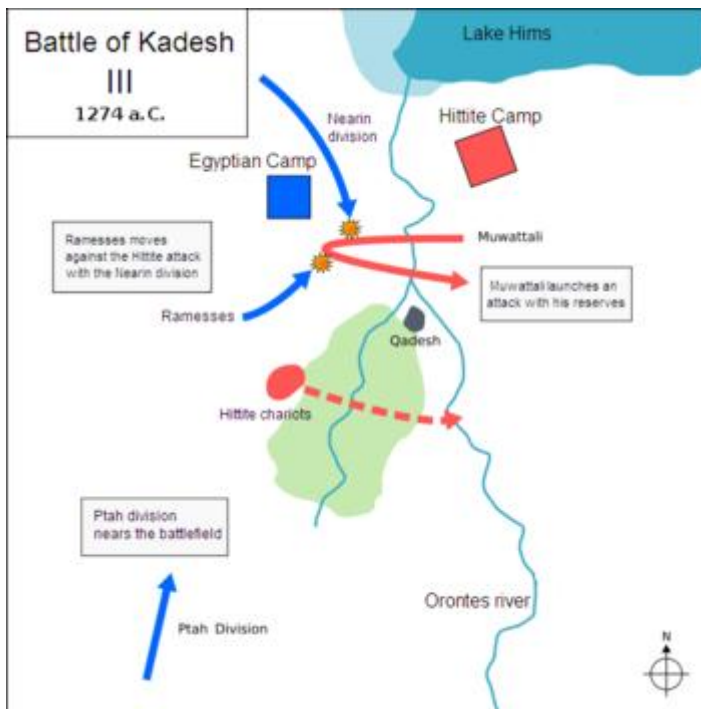 Battle of Kadesh
III
1274 a.C.
Lake Hims
Nearin
division
Hittite Camp
Egyptian Camp
Ramesses moves
against the Hittite attack
with the Nearin division
Muwattali
Muwattali launches an
attack with his reserves
Ramesses
Qadesh
Hittite chariots
Ptah division
nears the battlefield
Orontes river
Ptah Division
N